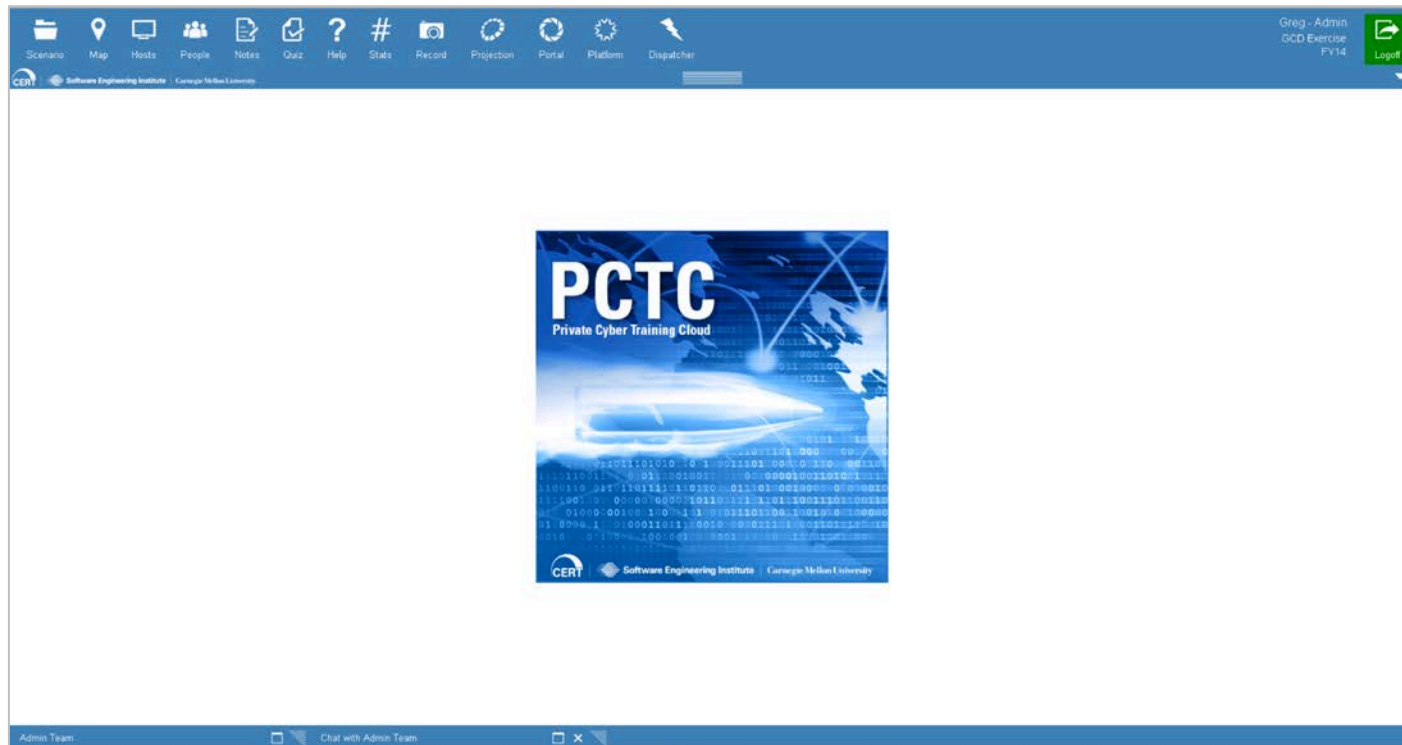 Scenario Map Hosts People Notes Quiz Help Stats Record Projection Portal Platform Dispatcher
Greg - Admin
GCD Exercise
FY14
Logoff
CERT Software Engineering Institute Carnegie Mellon University
PCTC
Private Cyber Training Cloud
CERT Software Engineering Institute Carnegie Mellon University
Admin Team Chat with Admin Team